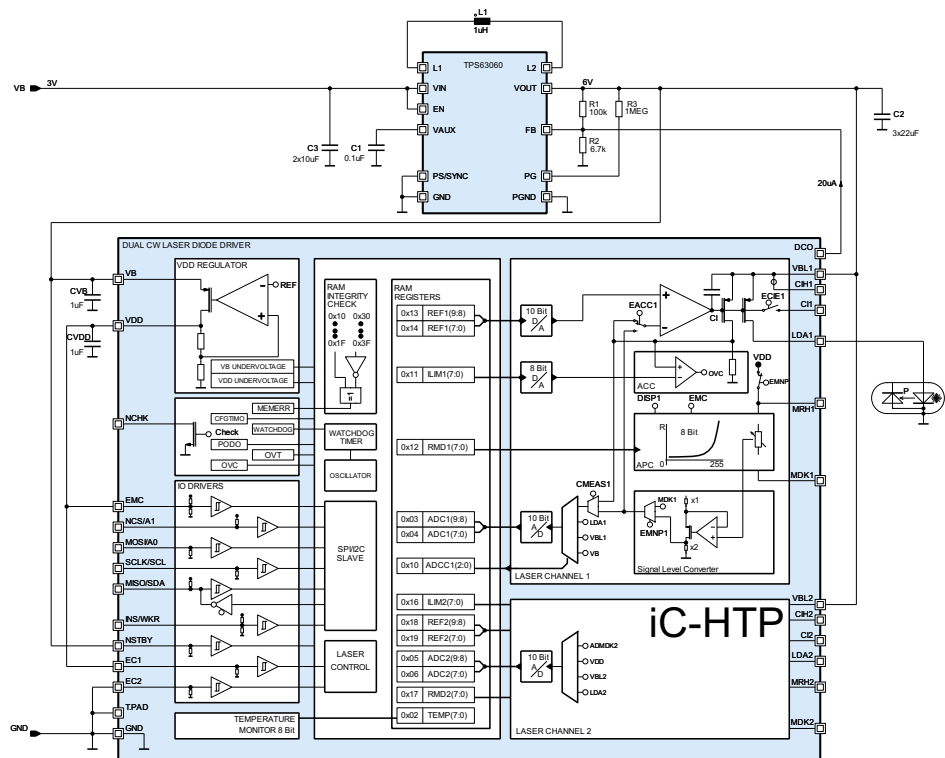 L1
1uH
TPS63060
L1
L2
VB
3V
VIN
VOUT
6V
EN
R1
100k
R3
1MEG
C2
3x22uF
VAUX
FB
C3
2x10uF
C1
0.1uF
R2
6.7k
PS/SYNC
PG
GND
PGND
20uA
DUAL CW LASER DIODE DRIVER
DCO
VB
VDD REGULATOR
REF
CVB
1uF
VDD
CVDD
1uF
VB UNDERVOLTAGE
VDD UNDERVOLTAGE
RAM
INTEGRITY
CHECK
0x10
0x30
0x1F
0x3F
=1
RAM
REGISTERS
0x13
REF1(9:8)
0x14
REF1(7:0)
0x11
ILIM1(7:0)
0x12
RMD1(7:0)
0x03
ADC1(9:8)
0x04
ADC1(7:0)
0x10
ADCC1(2:0)
0x16
ILIM2(7:0)
0x18
REF2(9:8)
0x19
REF2(7:0)
0x05
ADC2(9:8)
0x06
ADC2(7:0)
0x17
RMD2(7:0)
0x02
TEMP(7:0)
NCHK
Check
MEMERR
CFGTIMO
WATCHDOG
PODO
OVT
OVC
WATCHDOG
TIMER
OSCILLATOR
IO DRIVERS
EMC
NCS/A1
MOSI/A0
SCLK/SCL
MISO/SDA
INS/WKR
NSTBY
EC1
EC2
T.PAD
GND
GND
SPI/I2C
SLAVE
LASER
CONTROL
TEMPERATURE
MONITOR 8 Bit
10 Bit
D
A
8 Bit
D
A
EACC1
CI
ECIE1
OVC
ACC
VDD
EMNP
DISP1
EMC
R
8 Bit
APC
0
255
CMEAS1
10 Bit
A
D
LDA1
VBL1
VB
MDK1
EMNP1
x1
x2
Signal Level Converter
LASER CHANNEL 1
VBL1
CIH1
CI1
LDA1
P
MRH1
MDK1
iC-HTP
10 Bit
A
D
ADMDK2
VDD
VBL2
LDA2
LASER CHANNEL 2
VBL2
CIH2
CI2
LDA2
MRH2
MDK2